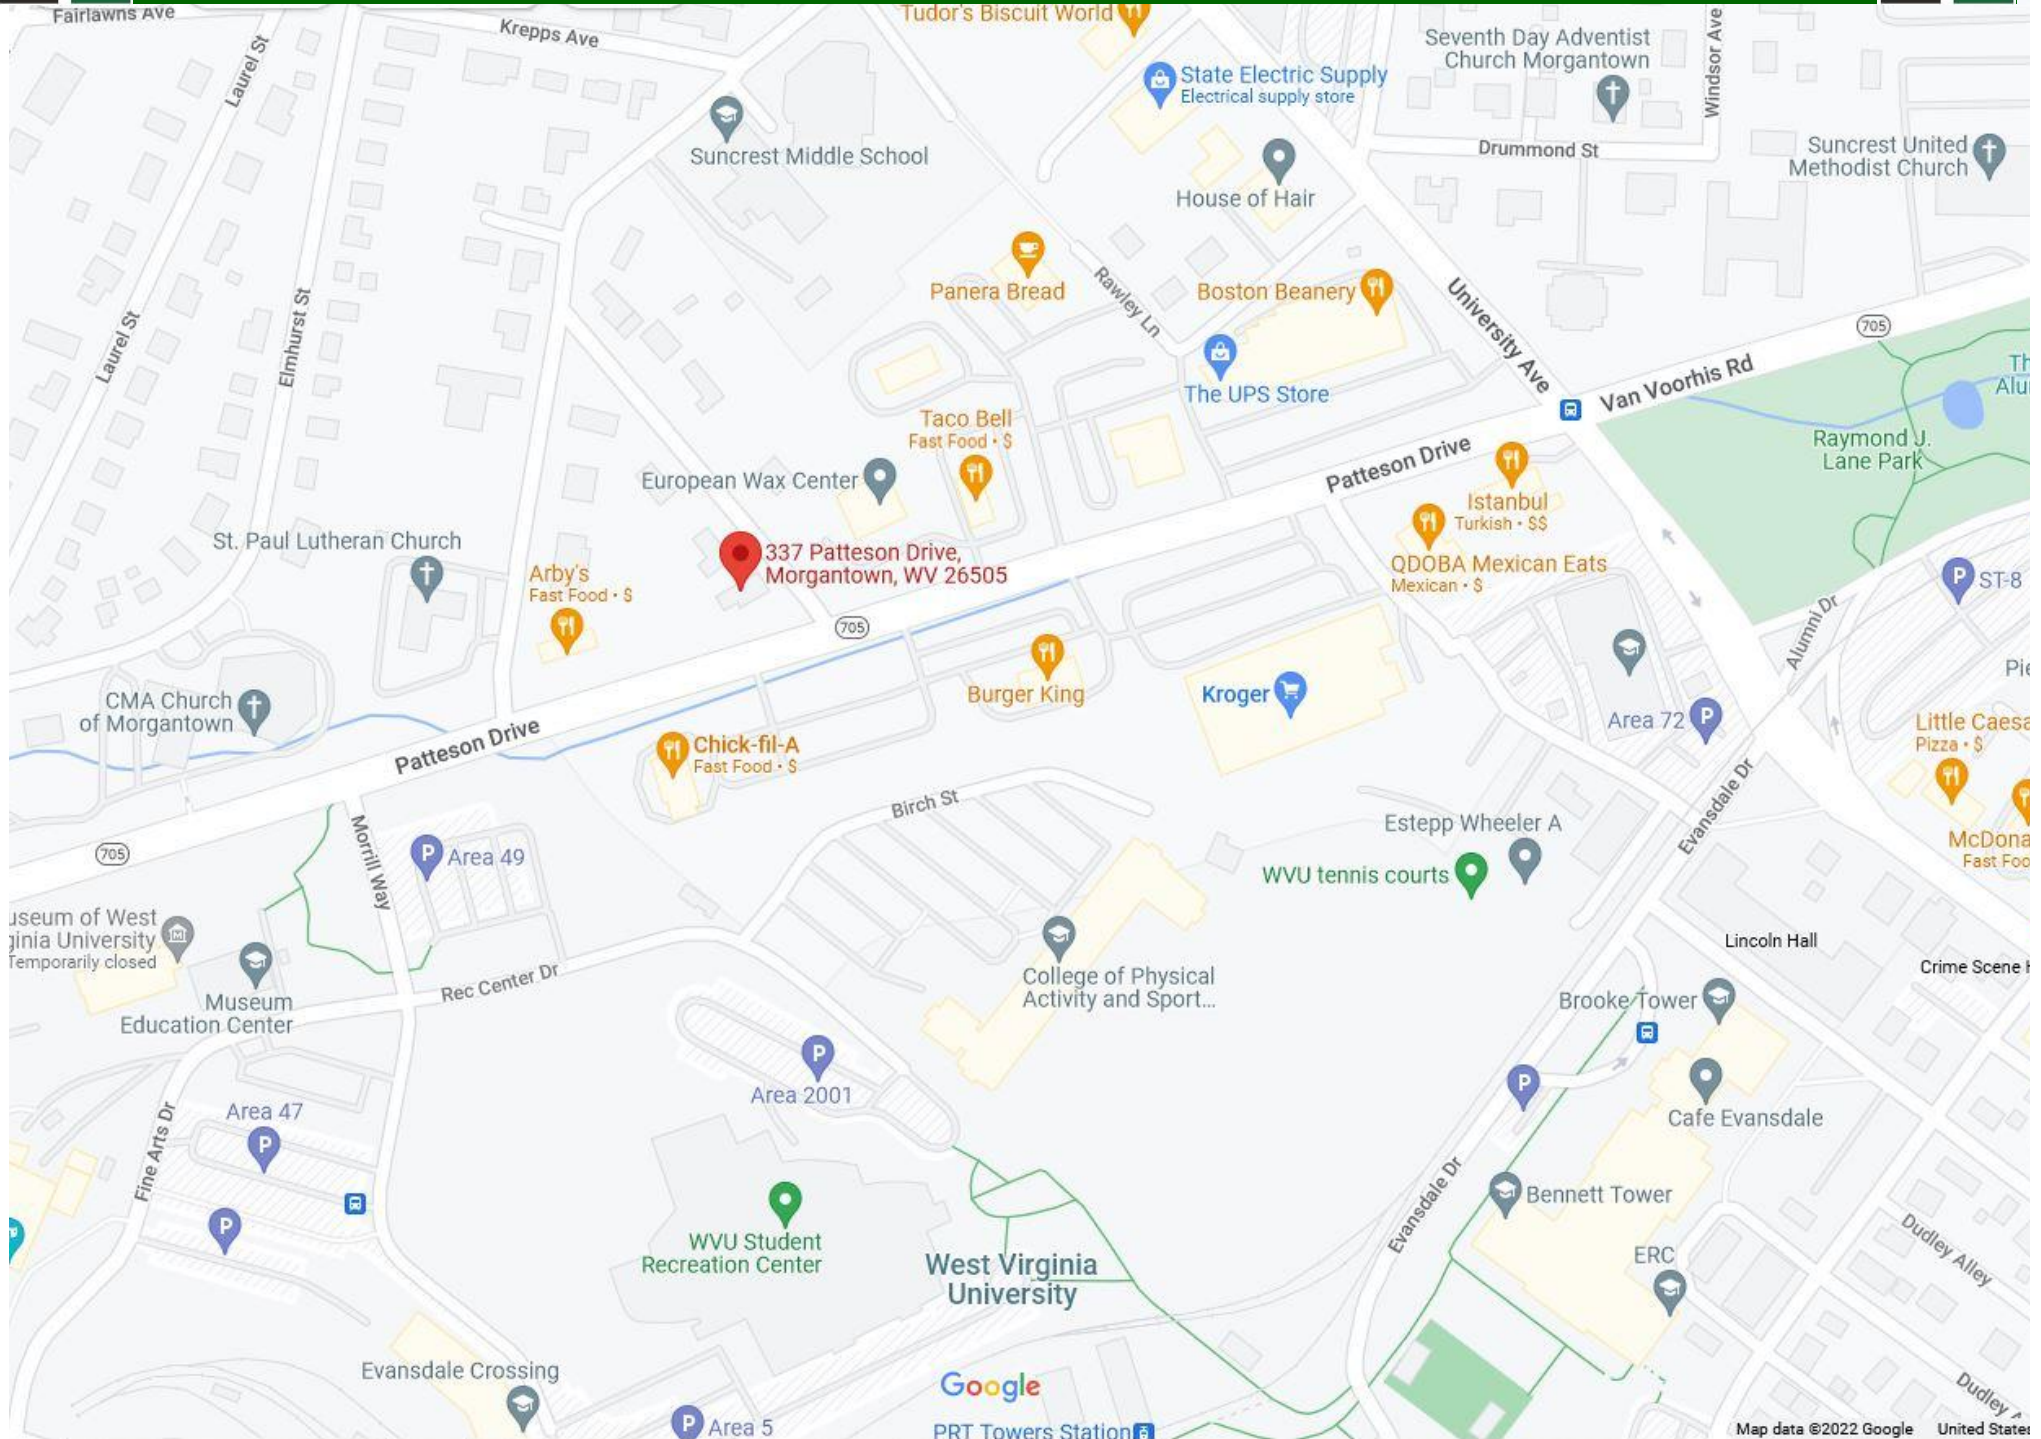 Fairlawns Ave
Krepps Ave
Tudor's Biscuit World
Laurel St
Seventh Day Adventist
Church Morgantown
Windsor Ave
State Electric Supply
Electrical supply store
Suncrest Middle School
Drummond St
Suncrest United
Methodist Church
House of Hair
Panera Bread
Rawley Ln
Boston Beanery
University Ave
705
Laurel St
Elmhurst St
The UPS Store
Van Voorhis Rd
Taco Bell
Fast Food • $
Raymond J.
Lane Park
Patteson Drive
European Wax Center
Istanbul
Turkish • $$
St. Paul Lutheran Church
337 Patteson Drive,
Morgantown, WV 26505
QDOBA Mexican Eats
Mexican • $
Arby's
Fast Food • $
P ST-8
705
Alumni Dr
Burger King
Kroger
CMA Church
of Morgantown
Area 72 P
Patteson Drive
Chick-fil-A
Fast Food • $
Little
Pizza • $
Birch St
Evansdale Dr
Morrill Way
705
P Area 49
Estepp Wheeler A
WVU tennis courts
Fast
of West
University
Temporarily closed
M
Lincoln Hall
Crime Scene
College of Physical
Activity and Sport...
Rec Center Dr
Museum
Education Center
Brooke Tower
P
Area 2001
P
Area 47
P
Cafe Evansdale
Fine Arts Dr
P
Evansdale Dr
Bennett Tower
WVU Student
Recreation Center
West Virginia
University
ERC
Dudley Alley
Evansdale Crossing
Google
P Area 5
PRT Towers Station
Dudley
Map data ©2022 Google
United States